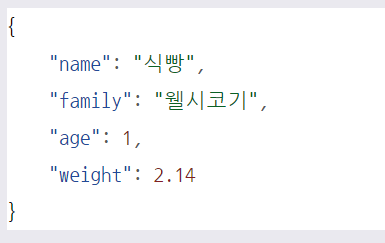 {
    "name": "식빵",
    "family": "웰시코기",
    "age": 1,
    "weight": 2.14
}